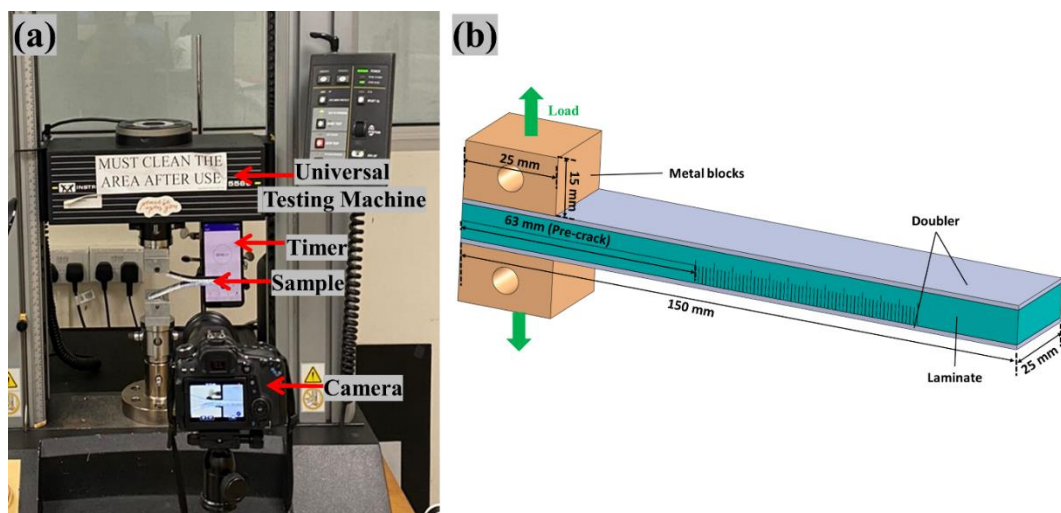 (a)
MUST CLEAN THE
AREA AFTER USE
INSTR
Universal
Testing Machine
Timer
Sample
Camera
(b)
Load
25 mm
15 mm
Metal blocks
63 mm (Pre-crack)
Doubler
150 mm
25 mm
Laminate